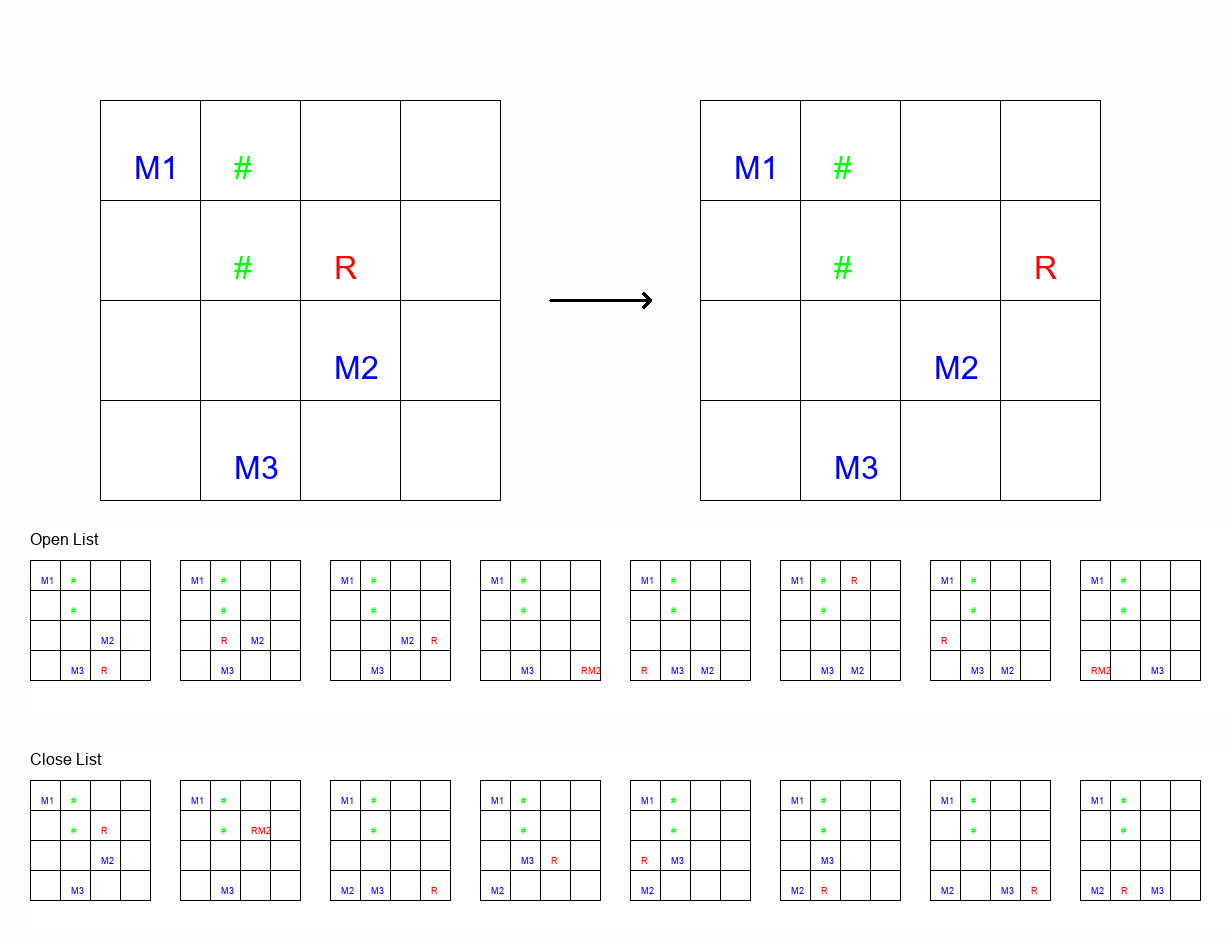 M1 # M1 #
# R # R
M2 M2
M3 M3
Open List
M1 # M1 # M1 # M1 # M1 # M1 # R M1 # M1 #
# # # # # # # #
M2 R M2 M2 R R
M3 R M3 M3 M3 RM2 R M3 M2 M3 M2 M3 M2 RM2 M3
Close List
M1 # M1 # M1 # M1 # M1 # M1 # M1 # M1 #
# R # RM2 # # # # # #
M2 M3 R R M3 M3
M3 M3 M2 M3 R M2 M2 M2 R M2 M3 R M2 R M3